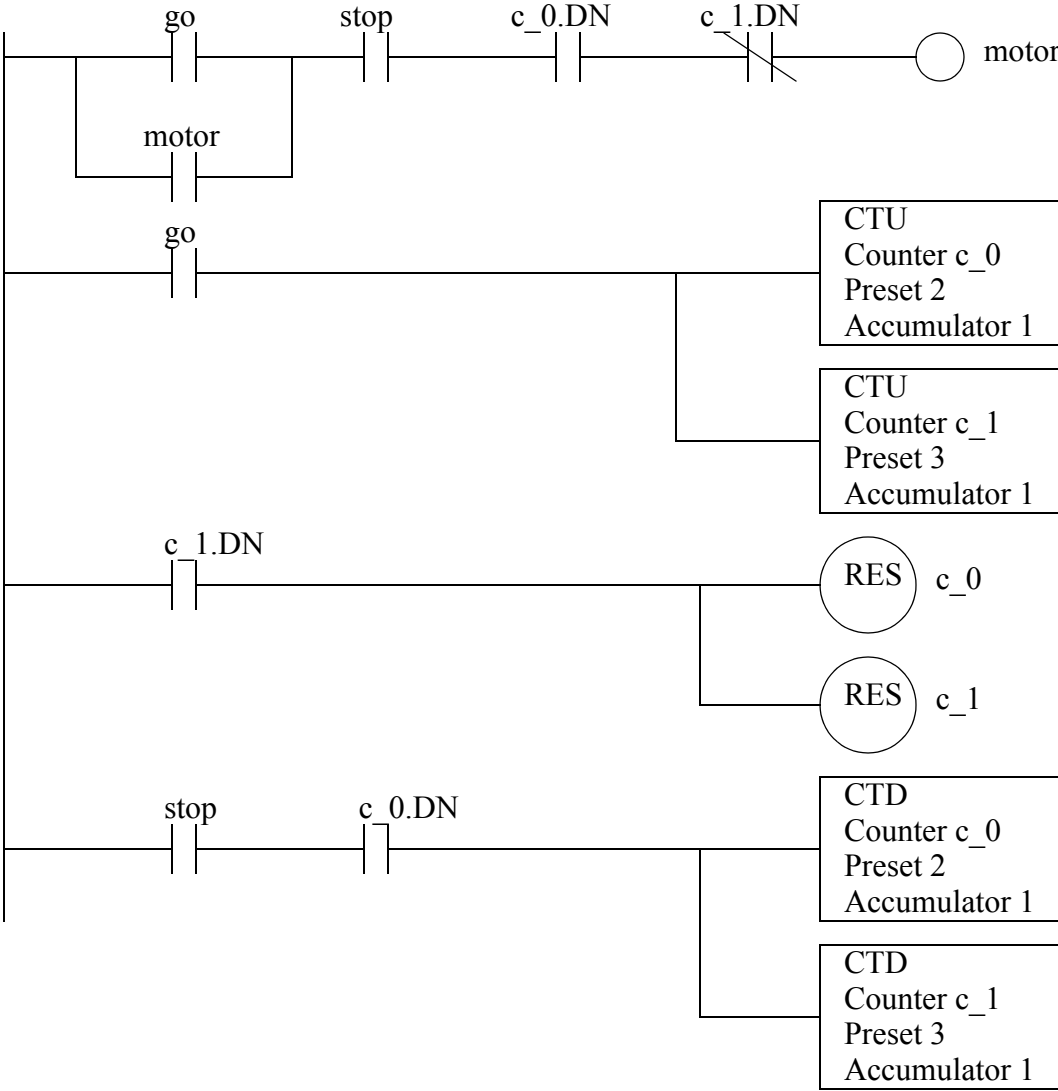 go stop c_0.DN c_1.DN
motor
motor
go
CTU
Counter c_0
Preset 2
Accumulator 1
CTU
Counter c_1
Preset 3
Accumulator 1
c_1.DN
RES c_0
RES c_1
stop c_0.DN
CTD
Counter c_0
Preset 2
Accumulator 1
CTD
Counter c_1
Preset 3
Accumulator 1